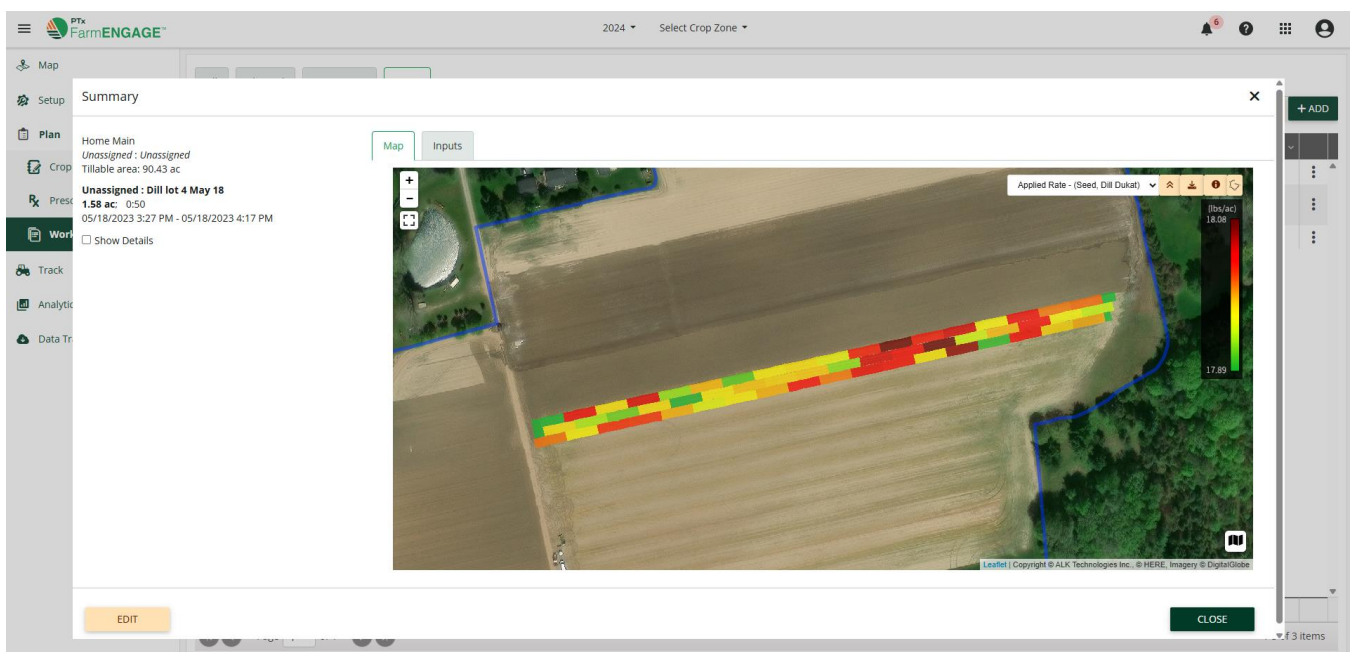 PTx
FarmENGAGE™
2024
Select Crop Zone
6
Map
Setup
Plan
Crop
Presc
Work
Track
Analytic
Data Tr
+ ADD
Summary
Home Main
Unassigned : Unassigned
Tillable area: 90.43 ac
Unassigned : Dill lot 4 May 18
1.58 ac; 0:50
05/18/2023 3:27 PM - 05/18/2023 4:17 PM
Show Details
Map
Inputs
+
−
Applied Rate - (Seed, Dill Dukat)
(lbs/ac)
18.08
17.89
Leaflet | Copyright © ALK Technologies Inc., © HERE, Imagery © DigitalGlobe
EDIT
CLOSE
of 3 items